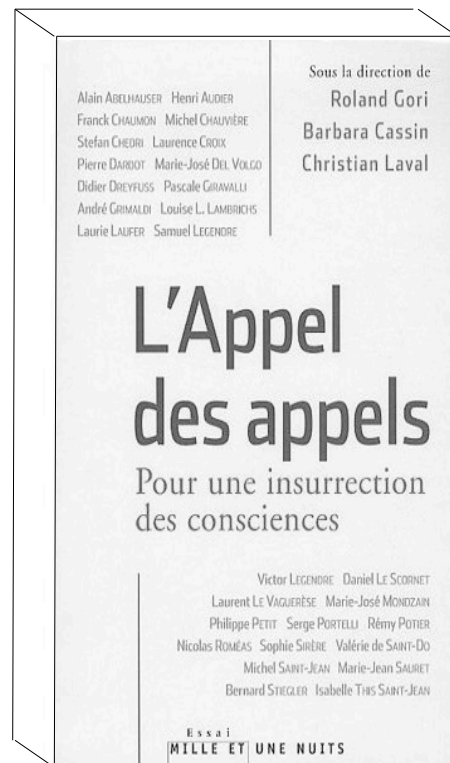 Sous la direction de
Roland Gori
Barbara Cassin
Christian Laval
Alain ABELHAUSER Henri AUDIER
Franck CHAUMON Michel CHAUVIÈRE
Stefan CHEDRI Laurence CROIX
Pierre DARDOT Marie-José DEL VOLGO
Didier DREYFUSS Pascale GIRAVALLI
André GRIMALDI Louise L. LAMBRICHS
Laurie LAUFER Samuel LEGENDRE
L'Appel
des appels
Pour une insurrection
des consciences
Victor LEGENDRE Daniel LE SCORNET
Laurent LE VAGUERÈSE Marie-José MONDZAIN
Philippe PETIT Serge PORTELLI Rémy POTIER
Nicolas ROMÉAS Sophie SIRÈRE Valérie de SAINT-DO
Michel SAINT-JEAN Marie-Jean SAURET
Bernard STIEGLER Isabelle THIS SAINT-JEAN
Essai
MILLE ET UNE NUITS